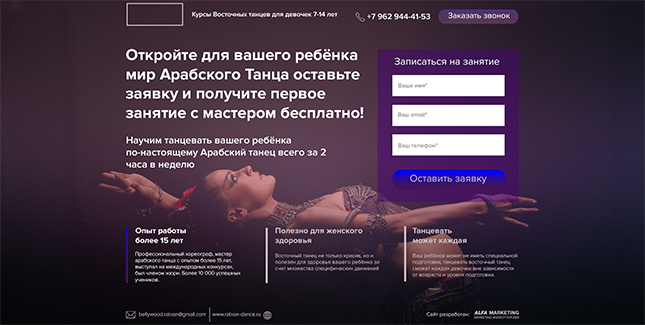 Курсы Восточных танцев для девочек 7-14 лет
+7 962 944-41-53
Заказать звонок
Откройте для вашего ребёнка
мир Арабского Танца оставьте
заявку и получите первое
занятие с мастером бесплатно!
Научим танцевать вашего ребёнка
по-настоящему Арабский танец всего за 2
часа в неделю
Записаться на занятие
Ваше имя*
Ваш email*
Ваш телефон*
Оставить заявку
Опыт работы
более 15 лет
Профессиональный хореограф, мастер
арабского танца с опытом более 15 лет,
выступал на международных конкурсах,
был членом жюри. Более 10 000 успешных
учеников.
Полезно для женского
здоровья
Восточный танец не только красив, но и
полезен для здоровья вашего ребёнка за
счет множества специфических движений
Танцевать
может каждая
Ваш ребёнок может не иметь специальной
подготовки, танцевать восточный танец
сможет каждая девочка вне зависимости
от возраста и уровня подготовки.
bellywood.ratxan@gmail.com
www.ratxan-dance.ru
Сайт разработан:
ALFA MARKETING